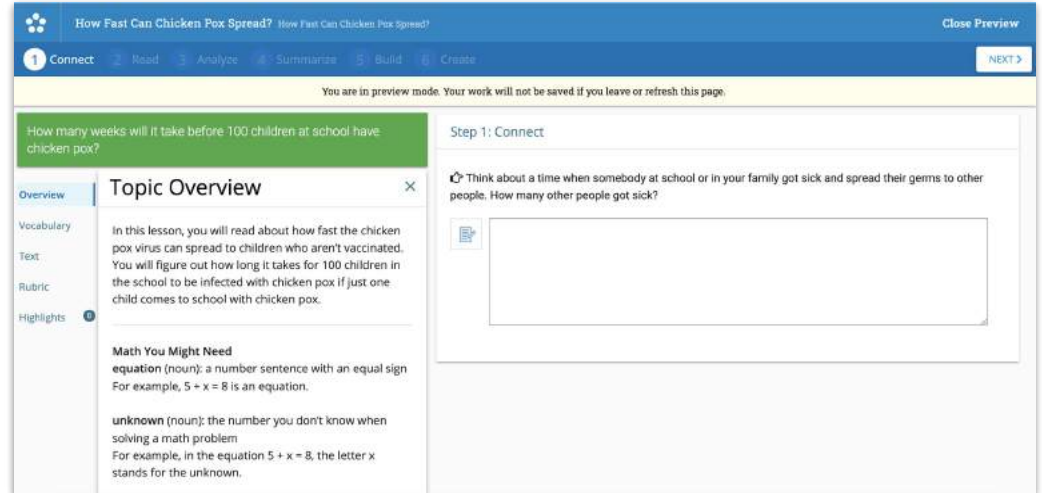 How Fast Can Chicken Pox Spread? How Fast Can Chicken Pox Spread?
Close Preview
1 Connect 2 Read 3 Analyze 4 Summarize 5 Build 6 Create
NEXT >
You are in preview mode. Your work will not be saved if you leave or refresh this page.
How many weeks will it take before 100 children at school have
chicken pox?
Overview
Vocabulary
Text
Rubric
Highlights 0
Topic Overview ×
In this lesson, you will read about how fast the chicken
pox virus can spread to children who aren't vaccinated.
You will figure out how long it takes for 100 children in
the school to be infected with chicken pox if just one
child comes to school with chicken pox.
Math You Might Need
equation (noun): a number sentence with an equal sign
For example, 5 + x = 8 is an equation.
unknown (noun): the number you don't know when
solving a math problem
For example, in the equation 5 + x = 8, the letter x
stands for the unknown.
Step 1: Connect
Think about a time when somebody at school or in your family got sick and spread their germs to other
people. How many other people got sick?